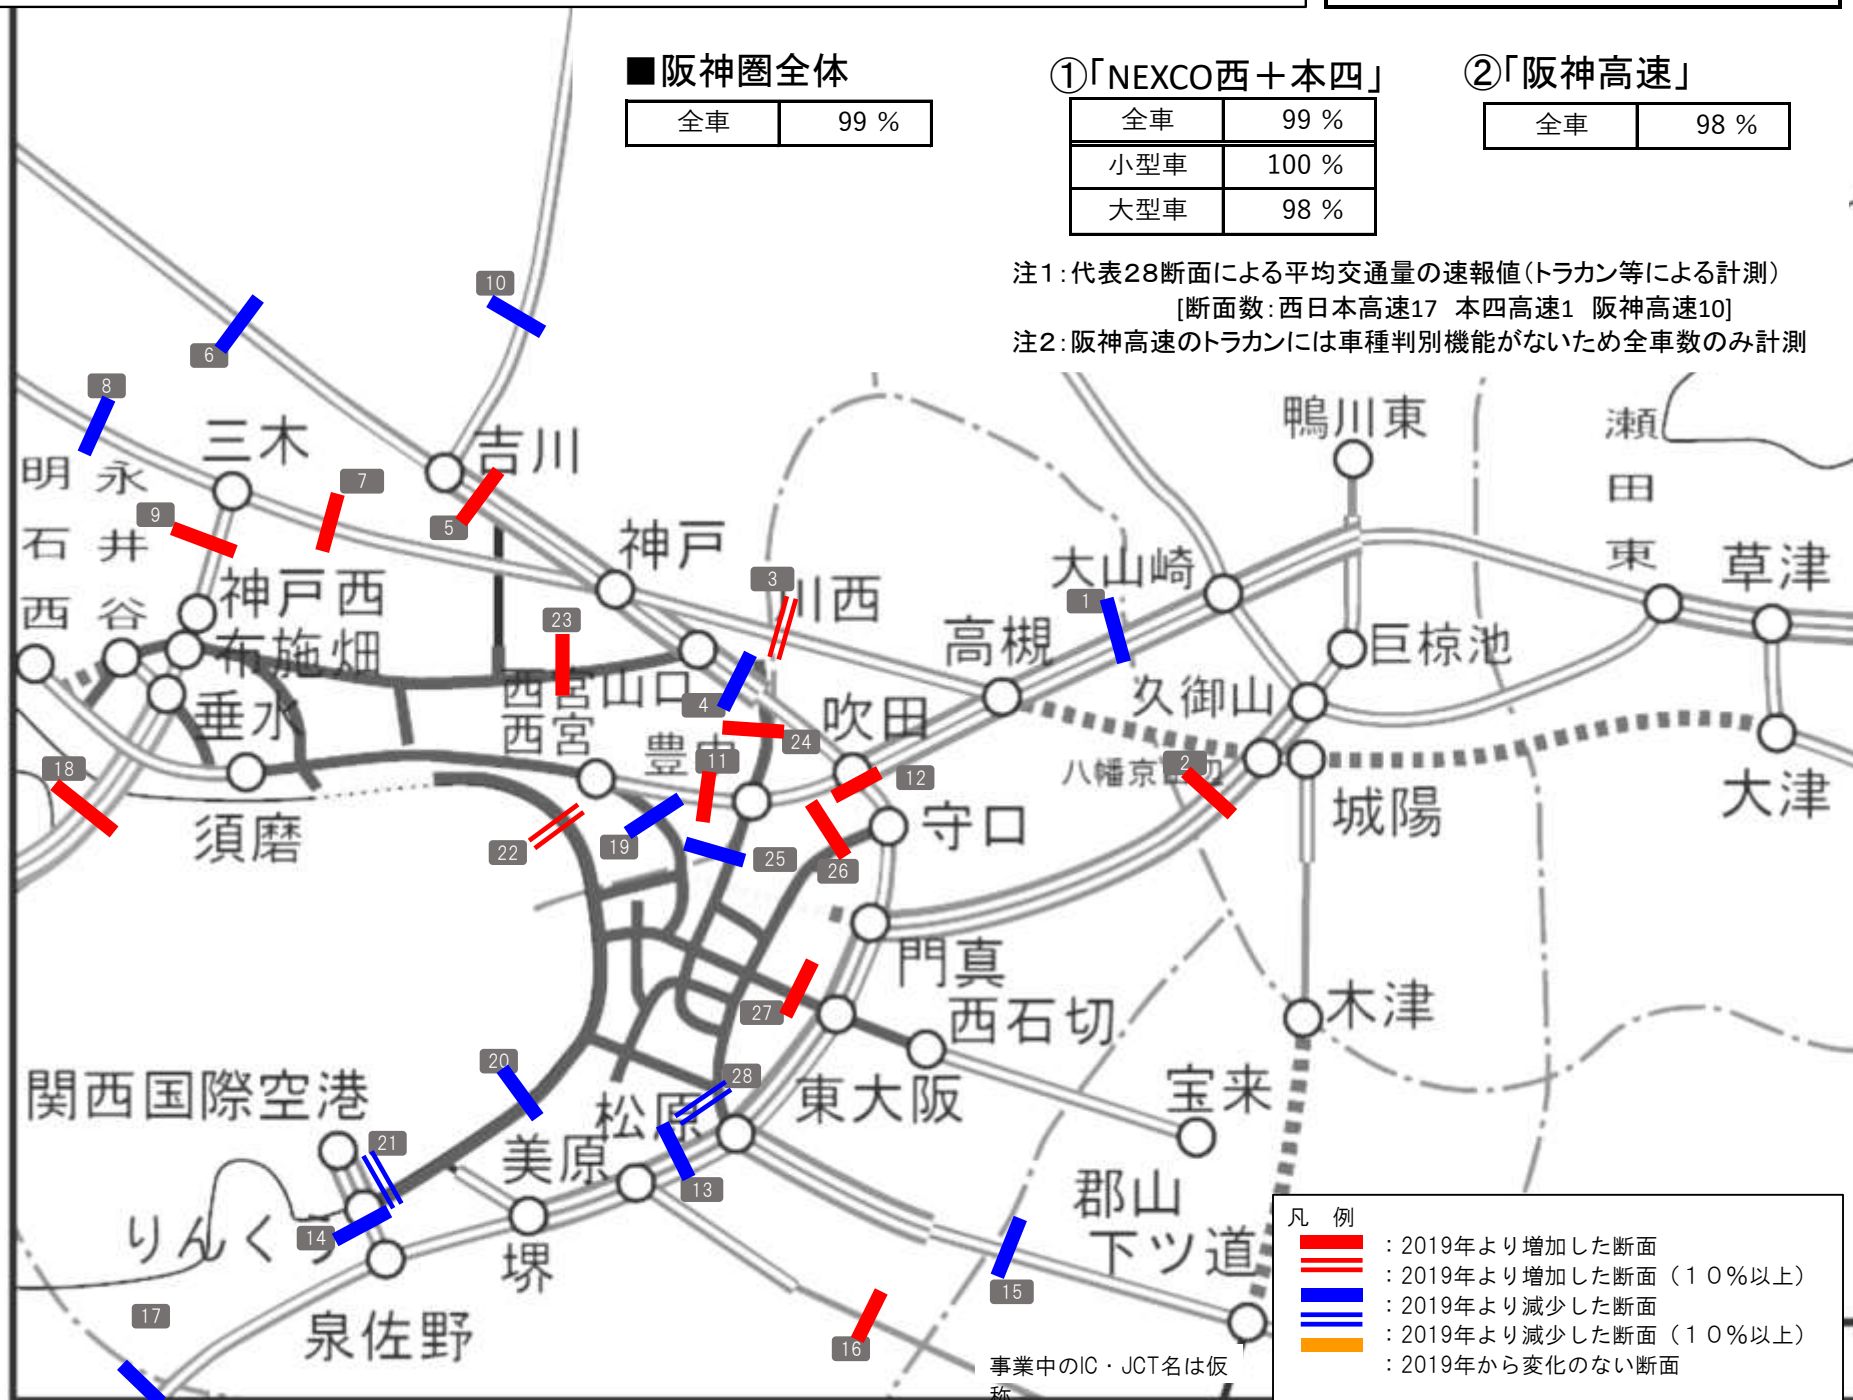 ■阪神圏全体
全車 99 %
①「NEXCO西＋本四」
全車 99 %
小型車 100 %
大型車 98 %
②「阪神高速」
全車 98 %
注１：代表２８断面による平均交通量の速報値（トラカン等による計測）
[断面数：西日本高速17 本四高速1 阪神高速10]
注２：阪神高速のトラカンには車種判別機能がないため全車数のみ計測
10
6
8
三木
吉川
鴨川東
瀬田東
明石西
永井谷
7
9
5
神戸
大山崎
草津
3
川西
1
神戸西
布施畑
23
高槻
巨椋池
西宮山口
西宮
4
吹田
久御山
垂水
豊中
24
11
12
18
2
大津
須磨
22
19
25
26
守口
城陽
門真
27
西石切
木津
20
28
関西国際空港
松原
東大阪
宝来
21
美原
13
郡山
下ツ道
14
りんくう
堺
15
17
泉佐野
16
事業中のIC・JCT名は仮
称
凡 例
：2019年より増加した断面
：2019年より増加した断面（１０％以上）
：2019年より減少した断面
：2019年より減少した断面（１０％以上）
：2019年から変化のない断面